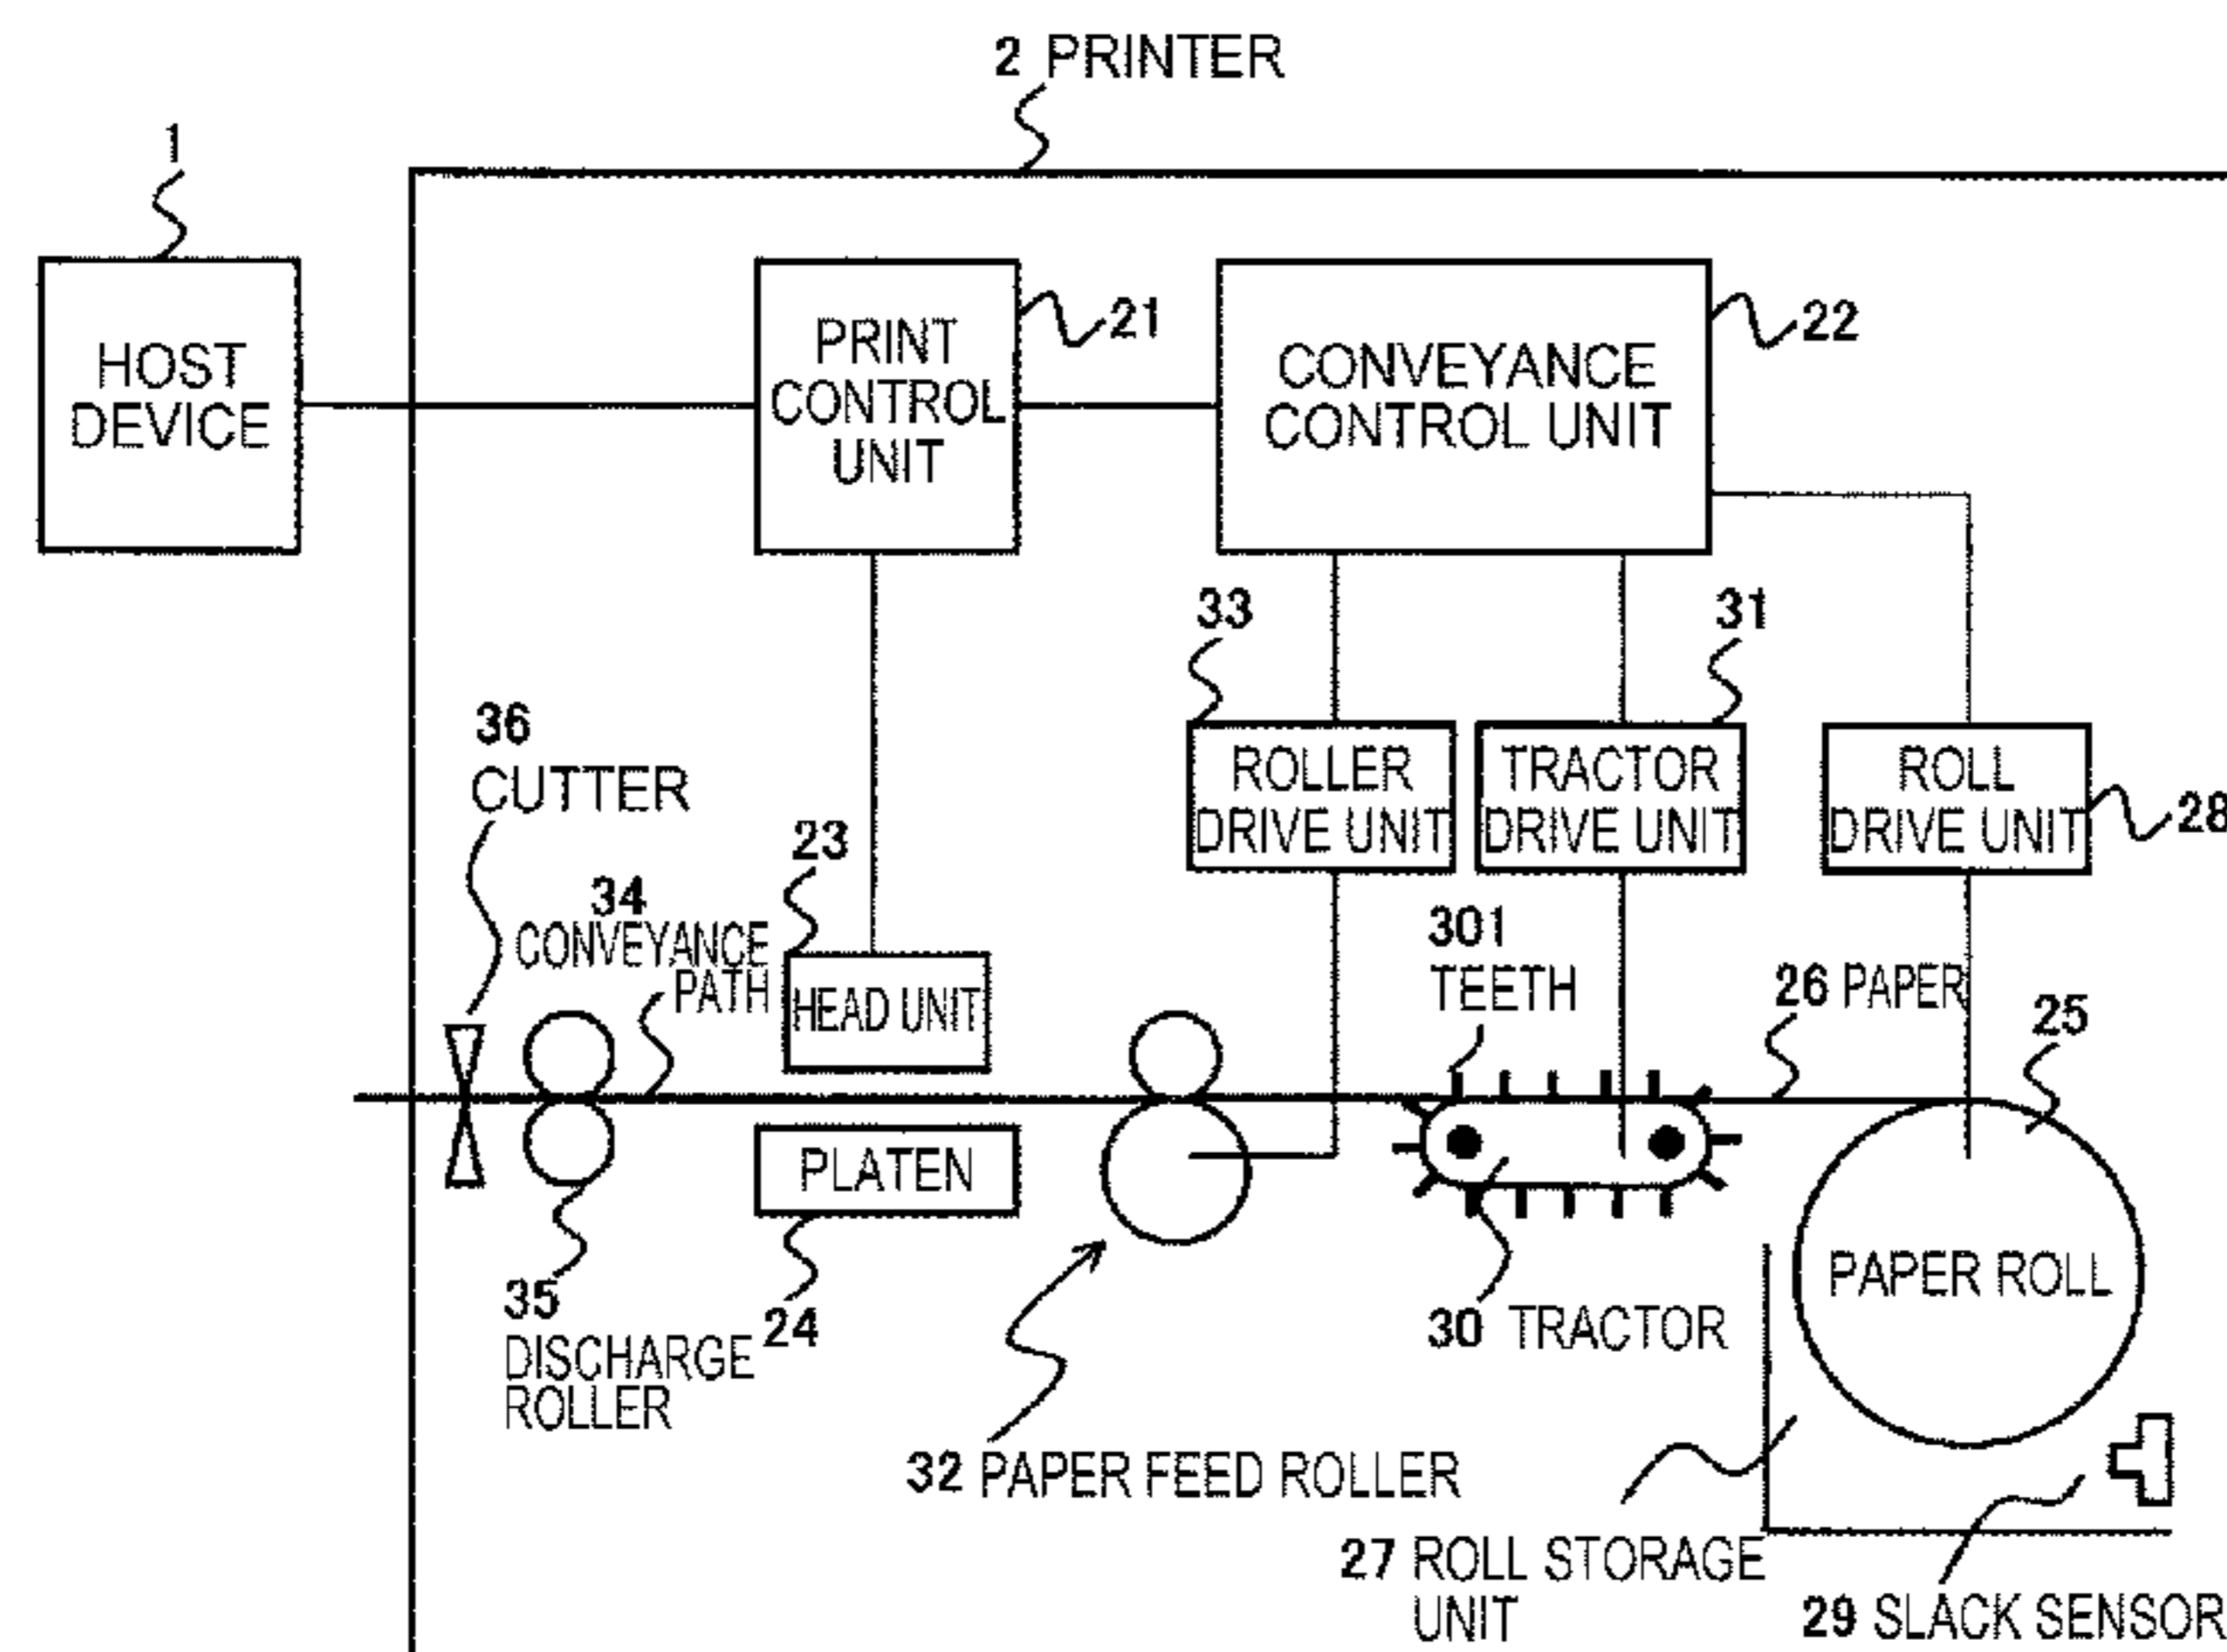 2 PRINTER
1
HOST
DEVICE
PRINT
CONTROL
UNIT
21
CONVEYANCE
CONTROL UNIT
22
33
31
ROLLER
DRIVE UNIT
TRACTOR
DRIVE UNIT
ROLL
DRIVE UNIT
28
36
CUTTER
34
CONVEYANCE
PATH
23
HEAD UNIT
301
TEETH
26 PAPER
25
PLATEN
24
35
DISCHARGE
ROLLER
30 TRACTOR
PAPER ROLL
32 PAPER FEED ROLLER
27 ROLL STORAGE
UNIT
29 SLACK SENSOR